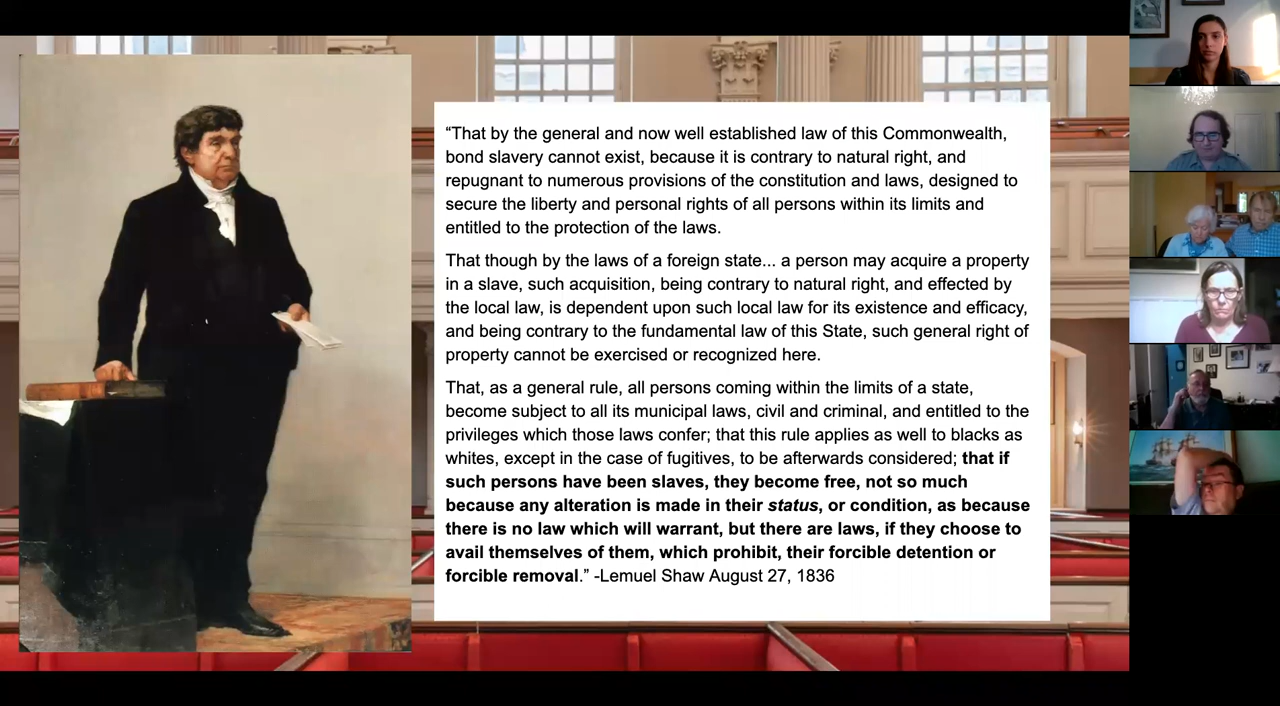 “That by the general and now well established law of this Commonwealth,
bond slavery cannot exist, because it is contrary to natural right, and
repugnant to numerous provisions of the constitution and laws, designed to
secure the liberty and personal rights of all persons within its limits and
entitled to the protection of the laws.
That though by the laws of a foreign state... a person may acquire a property
in a slave, such acquisition, being contrary to natural right, and effected by
the local law, is dependent upon such local law for its existence and efficacy,
and being contrary to the fundamental law of this State, such general right of
property cannot be exercised or recognized here.
That, as a general rule, all persons coming within the limits of a state,
become subject to all its municipal laws, civil and criminal, and entitled to the
privileges which those laws confer; that this rule applies as well to blacks as
whites, except in the case of fugitives, to be afterwards considered; that if
such persons have been slaves, they become free, not so much
because any alteration is made in their status, or condition, as because
there is no law which will warrant, but there are laws, if they choose to
avail themselves of them, which prohibit, their forcible detention or
forcible removal.” -Lemuel Shaw August 27, 1836